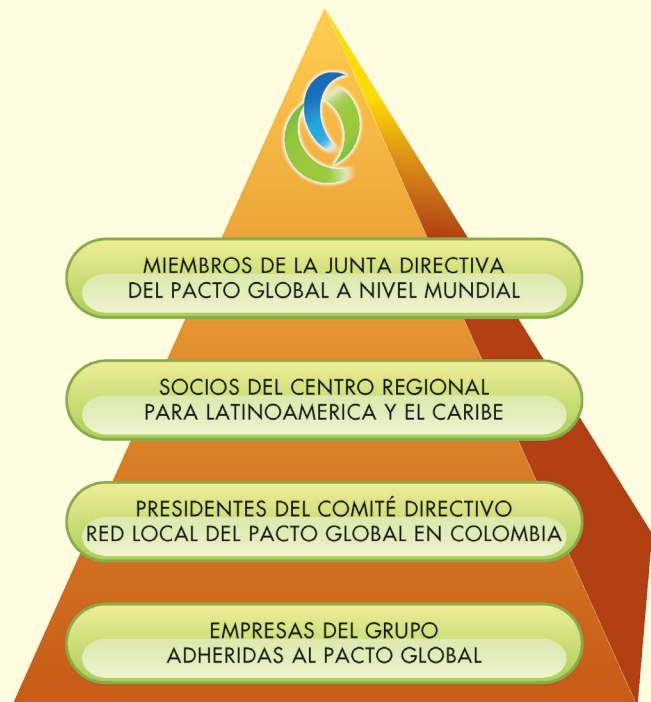 MIEMBROS DE LA JUNTA DIRECTIVA
DEL PACTO GLOBAL A NIVEL MUNDIAL
SOCIOS DEL CENTRO REGIONAL
PARA LATINOAMERICA Y EL CARIBE
PRESIDENTES DEL COMITÉ DIRECTIVO
RED LOCAL DEL PACTO GLOBAL EN COLOMBIA
EMPRESAS DEL GRUPO
ADHERIDAS AL PACTO GLOBAL